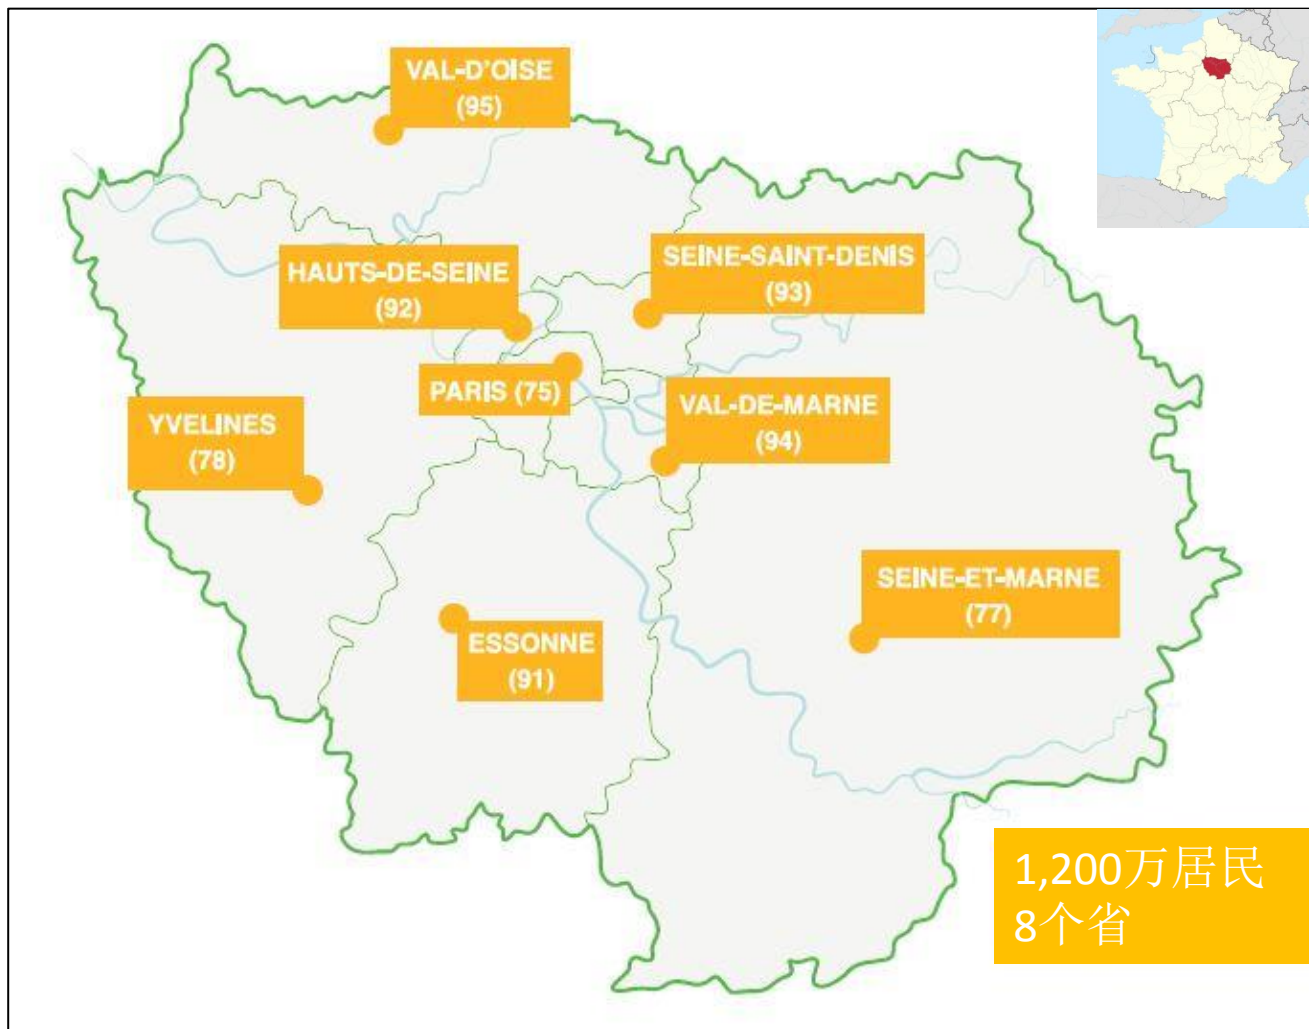 VAL-D'OISE
(95)
HAUTS-DE-SEINE
(92)
SEINE-SAINT-DENIS
(93)
PARIS (75)
VAL-DE-MARNE
(94)
YVELINES
(78)
SEINE-ET-MARNE
(77)
ESSONNE
(91)
1,200万居民
8个省